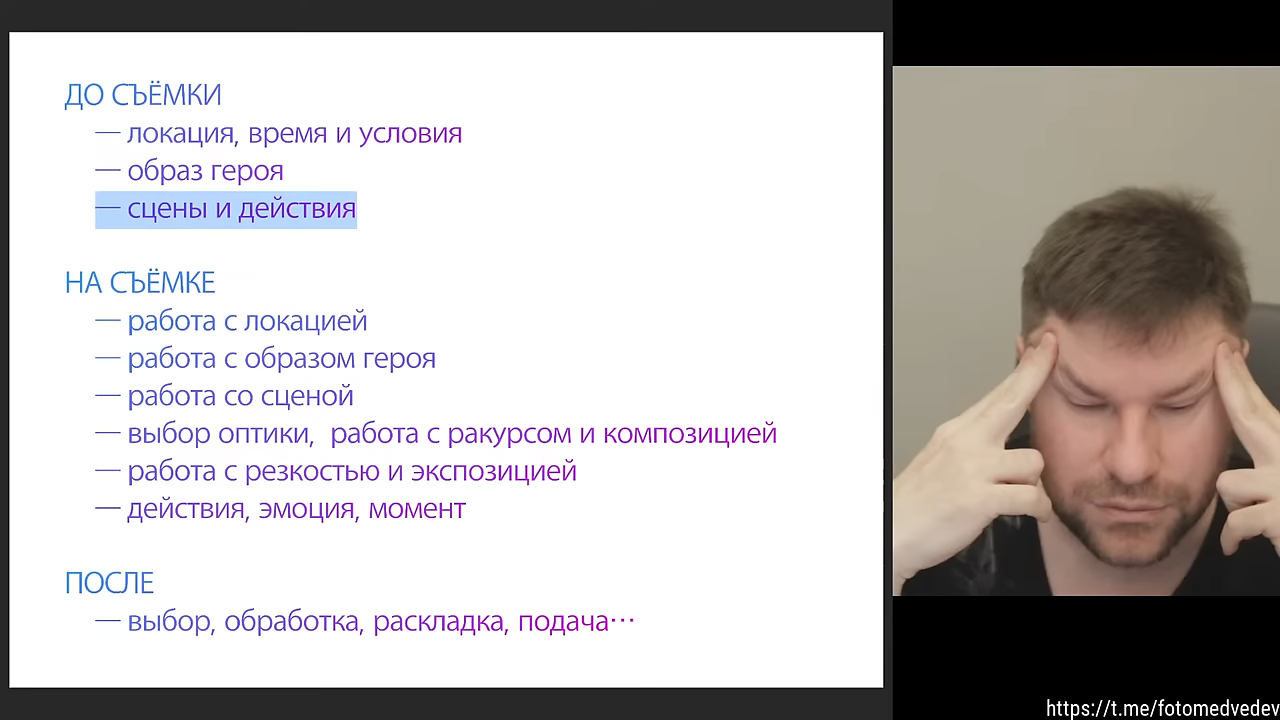 ДО СЪЁМКИ
— локация, время и условия
— образ героя
— сцены и действия
НА СЪЁМКЕ
— работа с локацией
— работа с образом героя
— работа со сценой
— выбор оптики,  работа с ракурсом и композицией
— работа с резкостью и экспозицией
— действия, эмоция, момент
ПОСЛЕ
— выбор, обработка, раскладка, подача…
https://t.me/fotomedvedev